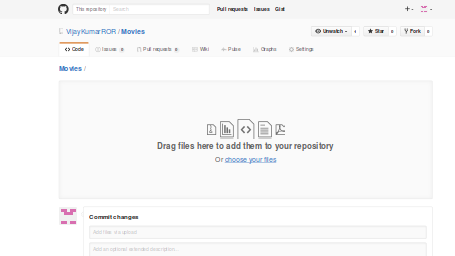 This repository Search Pull requests Issues Gist
VijayKumarROR / Movies Unwatch 1 Star 0 Fork 0
Code Issues 0 Pull requests 0 Wiki Pulse Graphs Settings
Movies /
Drag files here to add them to your repository
Or choose your files
Commit changes
Add files via upload
Add an optional extended description...